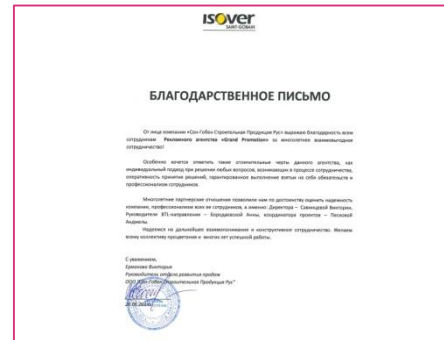 isover
SAINT-GOBAIN
БЛАГОДАРСТВЕННОЕ ПИСЬМО
От лица компании «Сен-Гобен Строительная Продукция Рус» выражаю благодарность всем
сотрудникам Рекламного агентства «Grand Promotion» за многолетнее взаимовыгодное
сотрудничество!
Особенно хочется отметить такие отличительные черты данного агентства, как
индивидуальный подход при решении любых вопросов, возникающих в процессе сотрудничества,
оперативность принятия решений, гарантированное выполнение взятых на себя обязательств и
профессионализм сотрудников.
Многолетние партнерские отношения позволили нам по достоинству оценить надежность
компании, профессионализм всех ее сотрудников, а именно: Директора – Виктории,
Руководителя BTL-направления – Анны, координатора проектов – Песковой
Анджелы.
Надеемся на дальнейшее взаимопонимание и конструктивное сотрудничество. Желаем
всему коллективу процветания и многих лет успешной работы.
С уважением,
Ермакова Виктория
Руководитель отдела развития продаж
ООО "Сен-Гобен Строительная Продукция Рус"